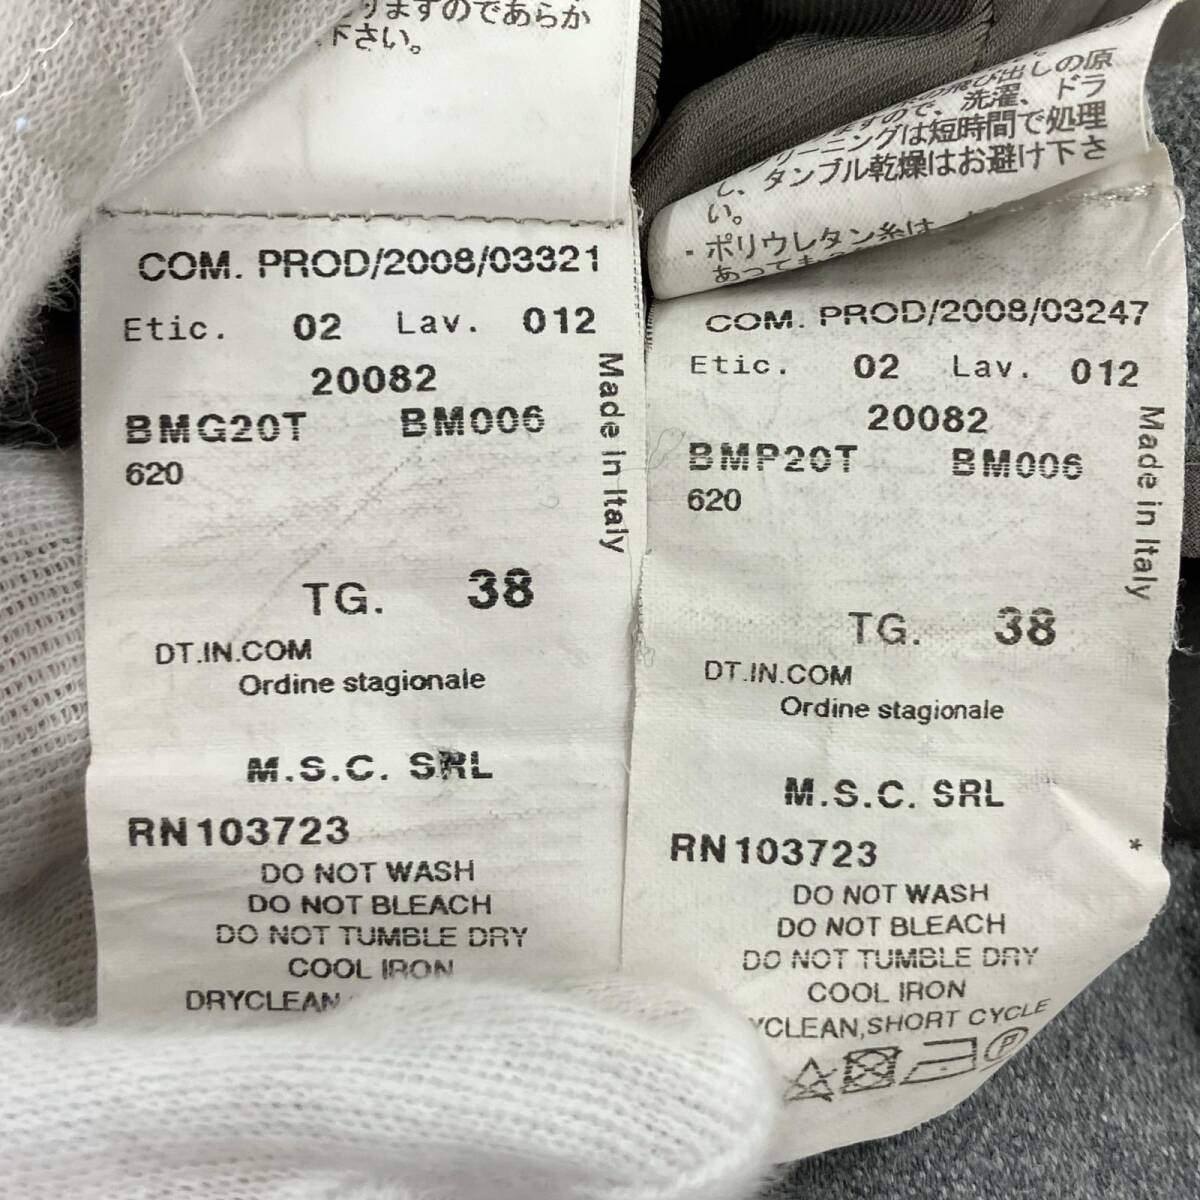 りますのであらか
下さい。
COM. PROD/2008/03321
Etic. 02 Lav. 012
20082
BMG20T BM006
620
Made in Italy
TG. 38
DT.IN.COM
Ordine stagionale
M.S.C. SRL
RN103723
DO NOT WASH
DO NOT BLEACH
DO NOT TUMBLE DRY
COOL IRON
DRYCLEAN
の飛び出しの原
ますので、洗濯、ドラ
リーニングは短時間で処理
し、タンブル乾燥はお避け下さ
い。
・ポリウレタン糸は
あっても
COM. PROD/2008/03247
Etic. 02 Lav. 012
20082
BMP20T BM006
620
Made in Italy
TG. 38
DT.IN.COM
Ordine stagionale
M.S.C. SRL
RN103723 *
DO NOT WASH
DO NOT BLEACH
DO NOT TUMBLE DRY
COOL IRON
YCLEAN,SHORT CYCLE
P